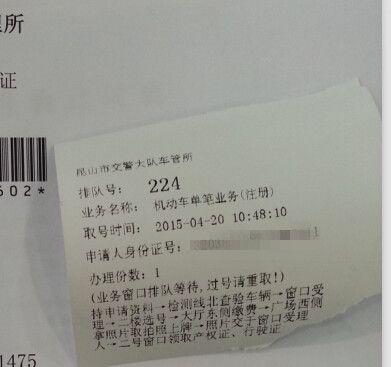 所
证
502*
昆山市交警大队车管所
排队号： 224
业务名称： 机动车单笔业务(注册)
取号时间： 2015-04-20 10:48:10
申请人身份证号：
办理份数：1
(业务窗口排队等待，过号请重取!)
持申请资料→检测线北查验车辆→窗口受
理→二楼选号→大厅东侧缴费→广场西侧
拿照片取拍照上牌→照片交于窗口受理
人→二号窗口领取产权证、行驶证
1475